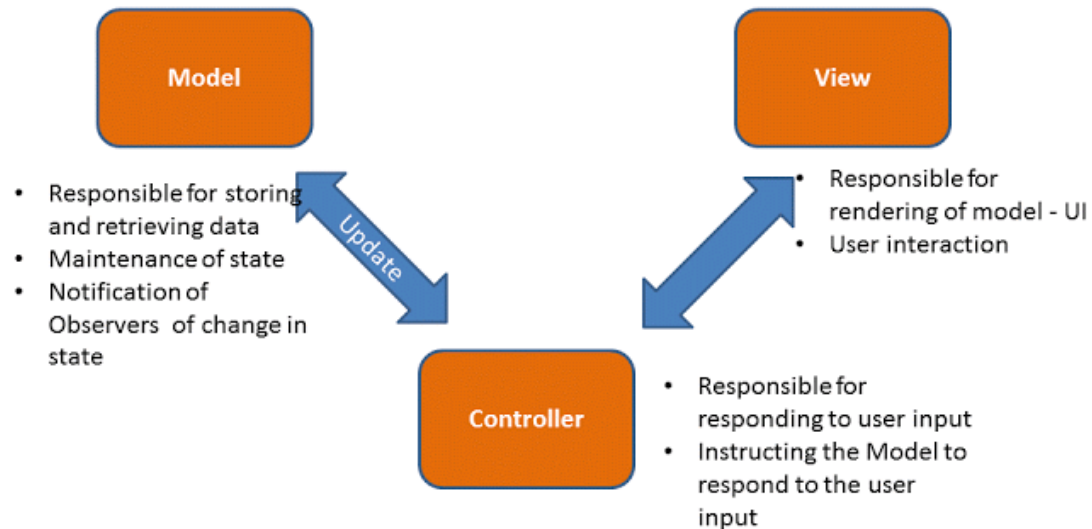 Model
View
• Responsible for storing
and retrieving data
• Maintenance of state
• Notification of
Observers of change in
state
Update
• Responsible for
rendering of model - UI
• User interaction
Controller
• Responsible for
responding to user input
• Instructing the Model to
respond to the user
input